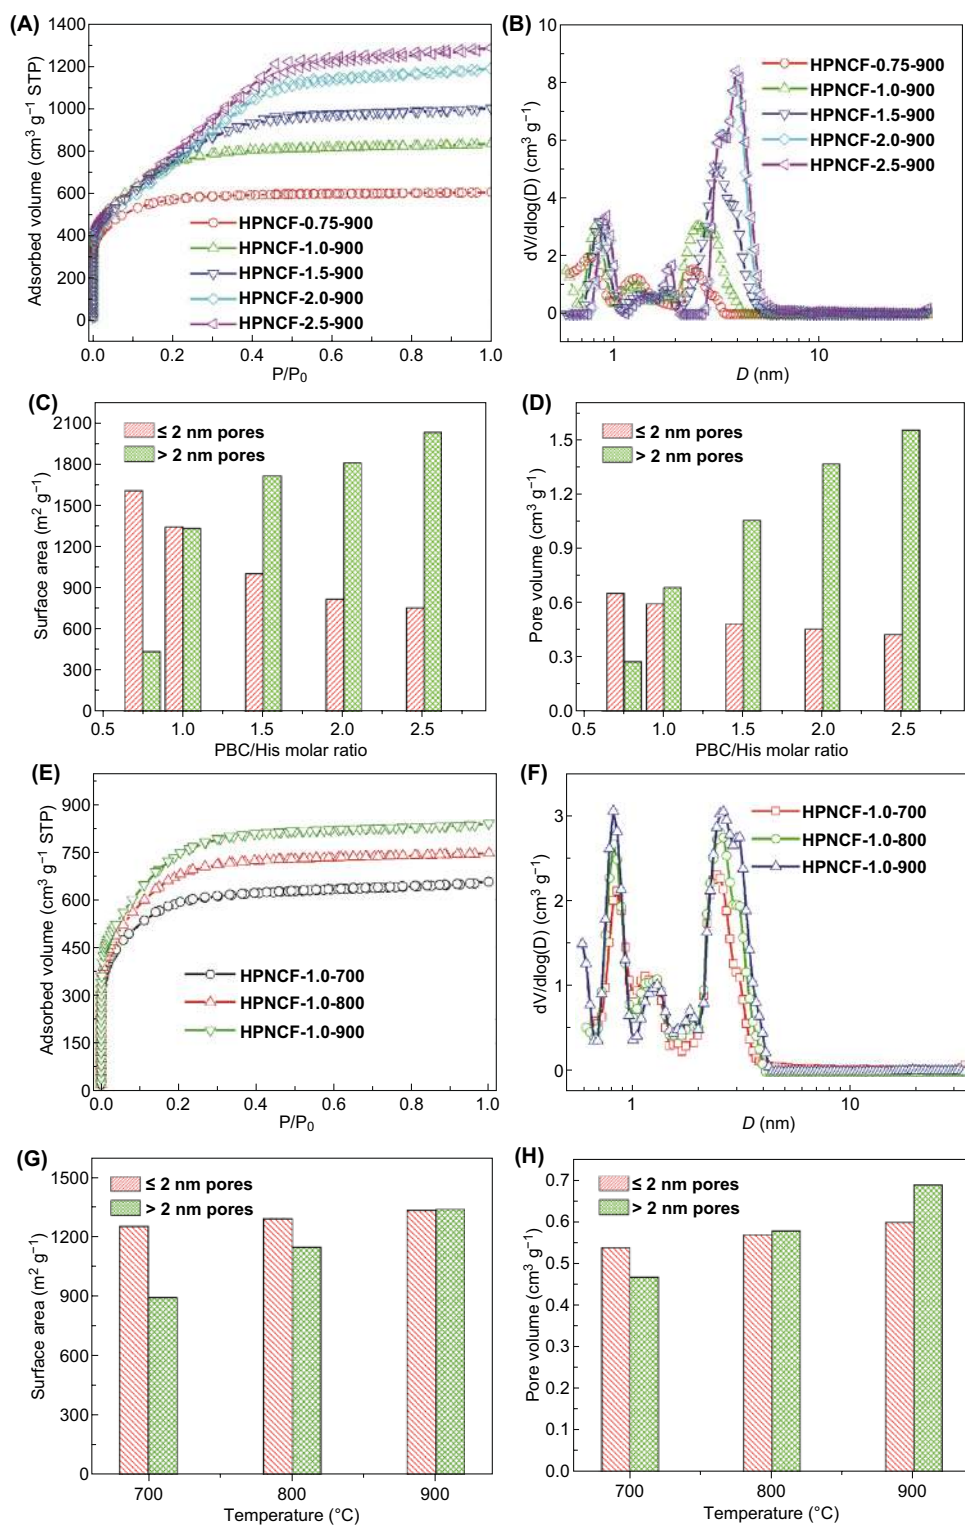 (A)
Adsorbed volume (cm³ g⁻¹ STP)
1400
1200
1000
800
600
400
200
0
0.0 0.2 0.4 0.6 0.8 1.0
P/P₀
HPNCF-0.75-900
HPNCF-1.0-900
HPNCF-1.5-900
HPNCF-2.0-900
HPNCF-2.5-900
(B)
dV/dlog(D) (cm³ g⁻¹)
10
8
6
4
2
0
1 10
D (nm)
HPNCF-0.75-900
HPNCF-1.0-900
HPNCF-1.5-900
HPNCF-2.0-900
HPNCF-2.5-900
(C)
Surface area (m² g⁻¹)
2100
1800
1500
1200
900
600
300
0
0.5 1.0 1.5 2.0 2.5
PBC/His molar ratio
≤ 2 nm pores
> 2 nm pores
(D)
Pore volume (cm³ g⁻¹)
1.5
1.2
0.9
0.6
0.3
0.0
0.5 1.0 1.5 2.0 2.5
PBC/His molar ratio
≤ 2 nm pores
> 2 nm pores
(E)
Adsorbed volume (cm³ g⁻¹ STP)
900
750
600
450
300
150
0
0.0 0.2 0.4 0.6 0.8 1.0
P/P₀
HPNCF-1.0-700
HPNCF-1.0-800
HPNCF-1.0-900
(F)
dV/dlog(D) (cm³ g⁻¹)
3
2
1
0
1 10
D (nm)
HPNCF-1.0-700
HPNCF-1.0-800
HPNCF-1.0-900
(G)
Surface area (m² g⁻¹)
1500
1200
900
600
300
0
700 800 900
Temperature (°C)
≤ 2 nm pores
> 2 nm pores
(H)
Pore volume (cm³ g⁻¹)
0.7
0.6
0.5
0.4
0.3
0.2
0.1
0.0
700 800 900
Temperature (°C)
≤ 2 nm pores
> 2 nm pores